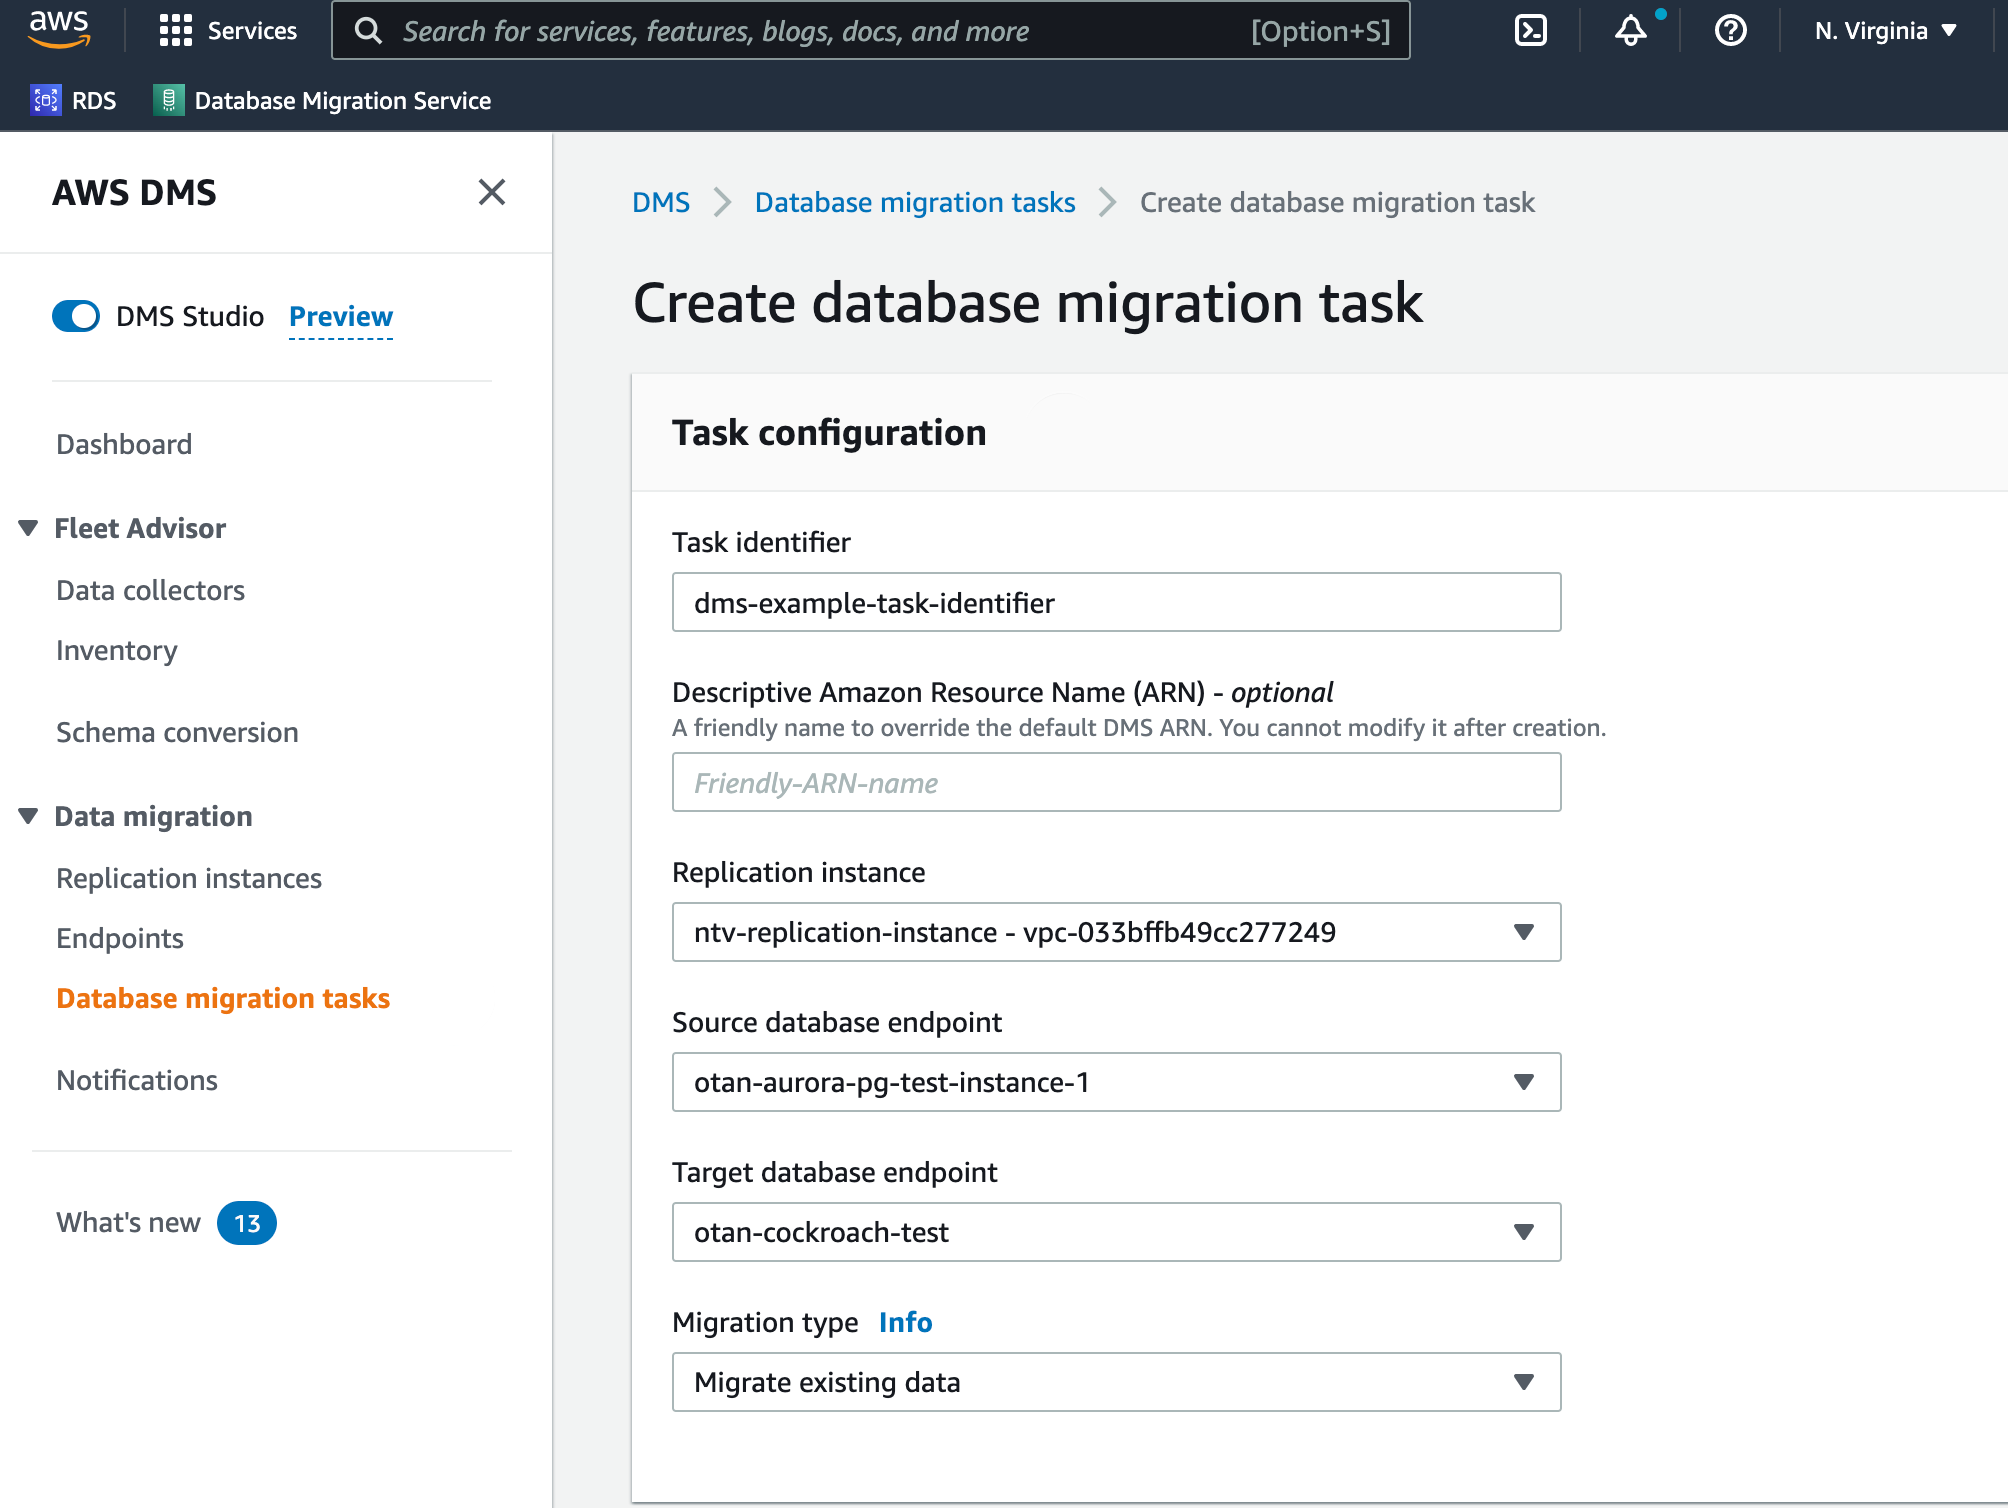 aws
Services
Search for services, features, blogs, docs, and more [Option+S]
N. Virginia
RDS
Database Migration Service
AWS DMS
DMS Studio Preview
Dashboard
Fleet Advisor
Data collectors
Inventory
Schema conversion
Data migration
Replication instances
Endpoints
Database migration tasks
Notifications
What's new 13
DMS > Database migration tasks > Create database migration task
Create database migration task
Task configuration
Task identifier
dms-example-task-identifier
Descriptive Amazon Resource Name (ARN) - optional
A friendly name to override the default DMS ARN. You cannot modify it after creation.
Friendly-ARN-name
Replication instance
ntv-replication-instance - vpc-033bffb49cc277249
Source database endpoint
otan-aurora-pg-test-instance-1
Target database endpoint
otan-cockroach-test
Migration type Info
Migrate existing data